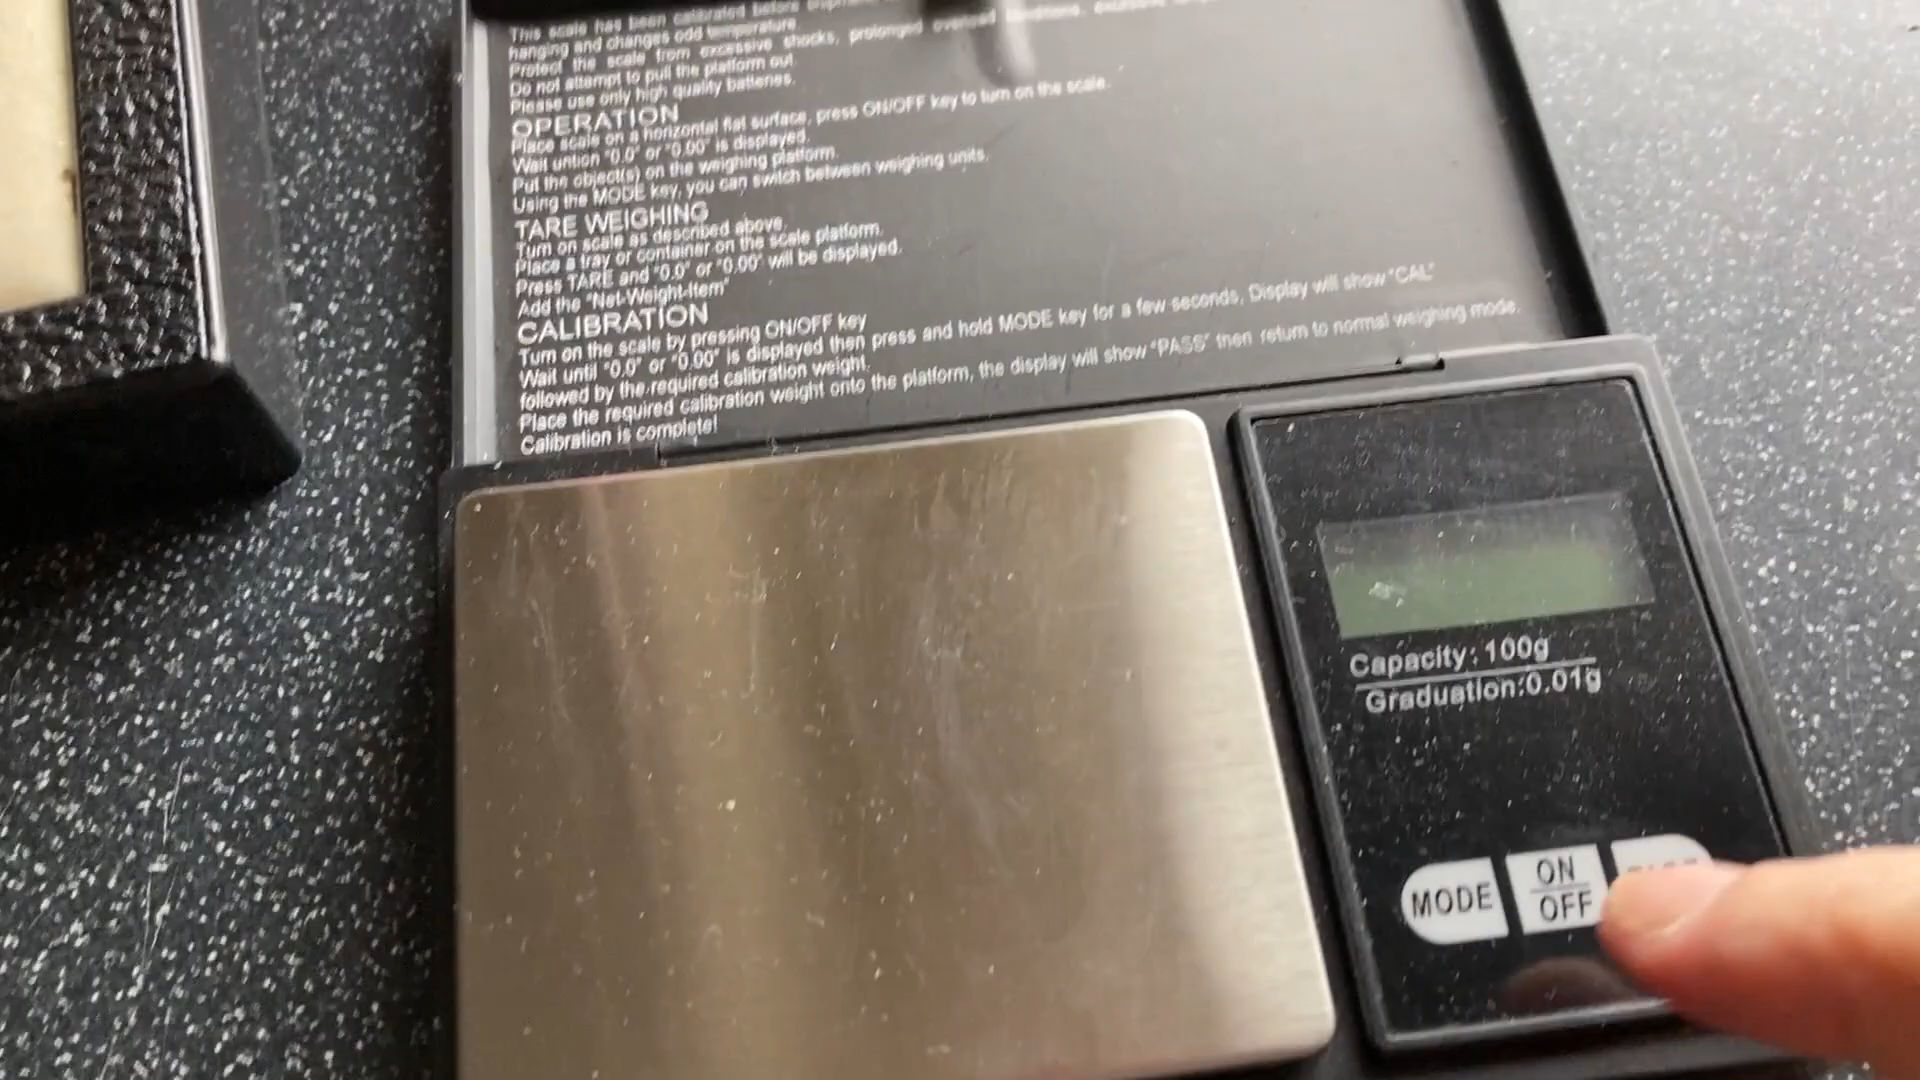 This scale has been calibrated before
hanging and changes odd temperature.
Protect the scale from excessive shocks, prolonged overload conditions,
Do not attempt to pull the platform out.
Please use only high quality batteries.
OPERATION
Place scale on a horizontal flat surface, press ON/OFF key to turn on the scale.
Wait untion "0.0" or "0.00" is displayed.
Put the object(s) on the weighing platform.
Using the MODE key, you can switch between weighing units.
TARE WEIGHING
Turn on scale as described above.
Place a tray or container on the scale platform.
Press TARE and "0.0" or "0.00" will be displayed.
Add the "Net-Weight-Item"
CALIBRATION
Turn on the scale by pressing ON/OFF key
Wait until "0.0" or "0.00" is displayed then press and hold MODE key for a few seconds, Display will show "CAL"
followed by the required calibration weight.
Place the required calibration weight onto the platform, the display will show "PASS" then return to normal weighing mode.
Calibration is complete!
Capacity: 100g
Graduation:0.01g
MODE
ON
OFF